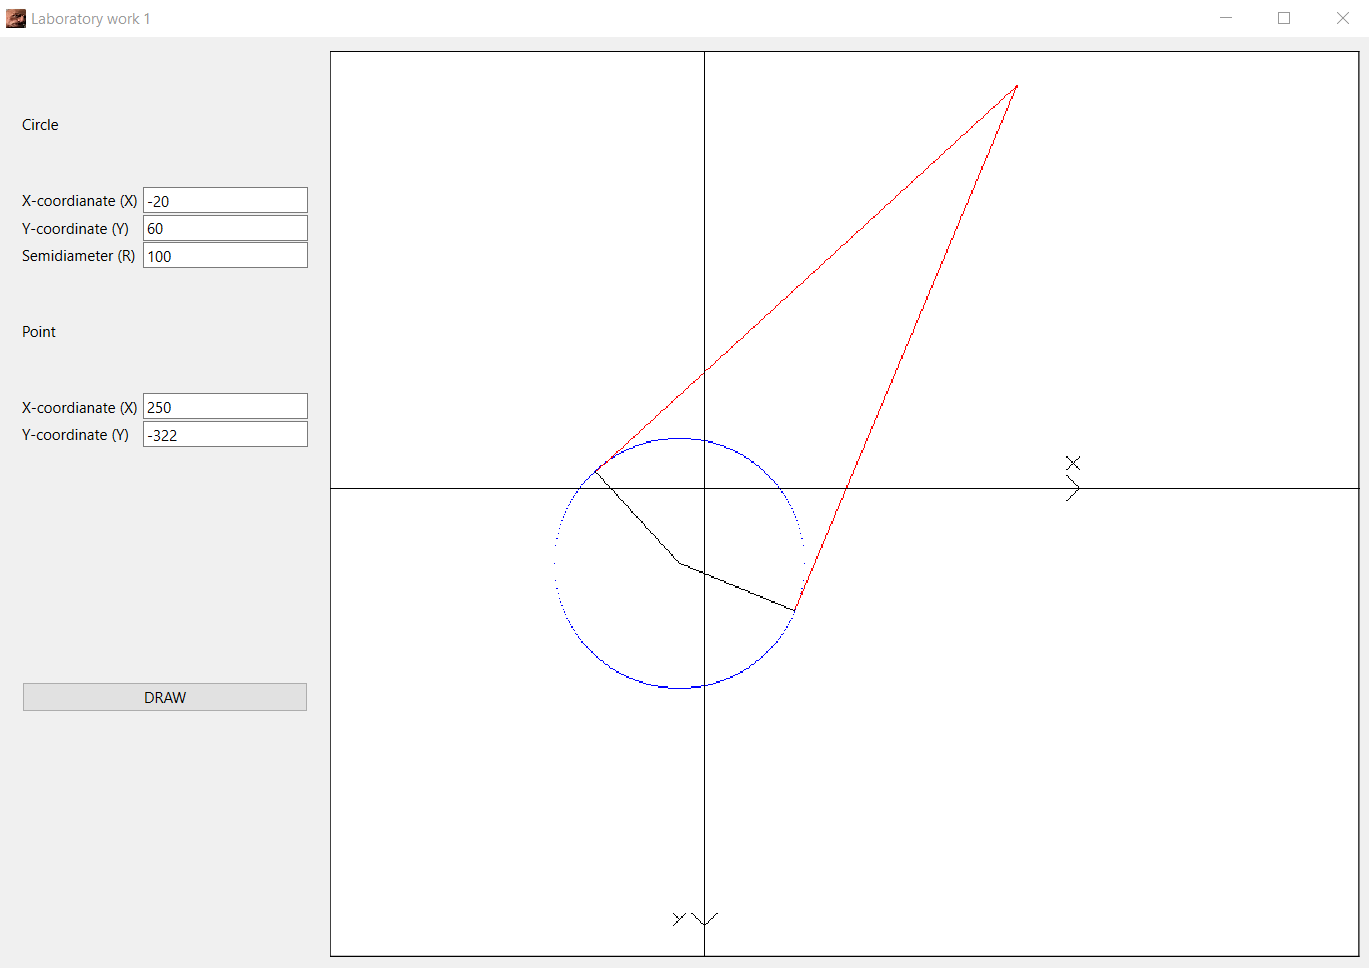 Laboratory work 1
Circle
X-coordianate (X) -20
Y-coordinate (Y) 60
Semidiameter (R) 100
Point
X-coordianate (X) 250
Y-coordinate (Y) -322
DRAW
X
Y